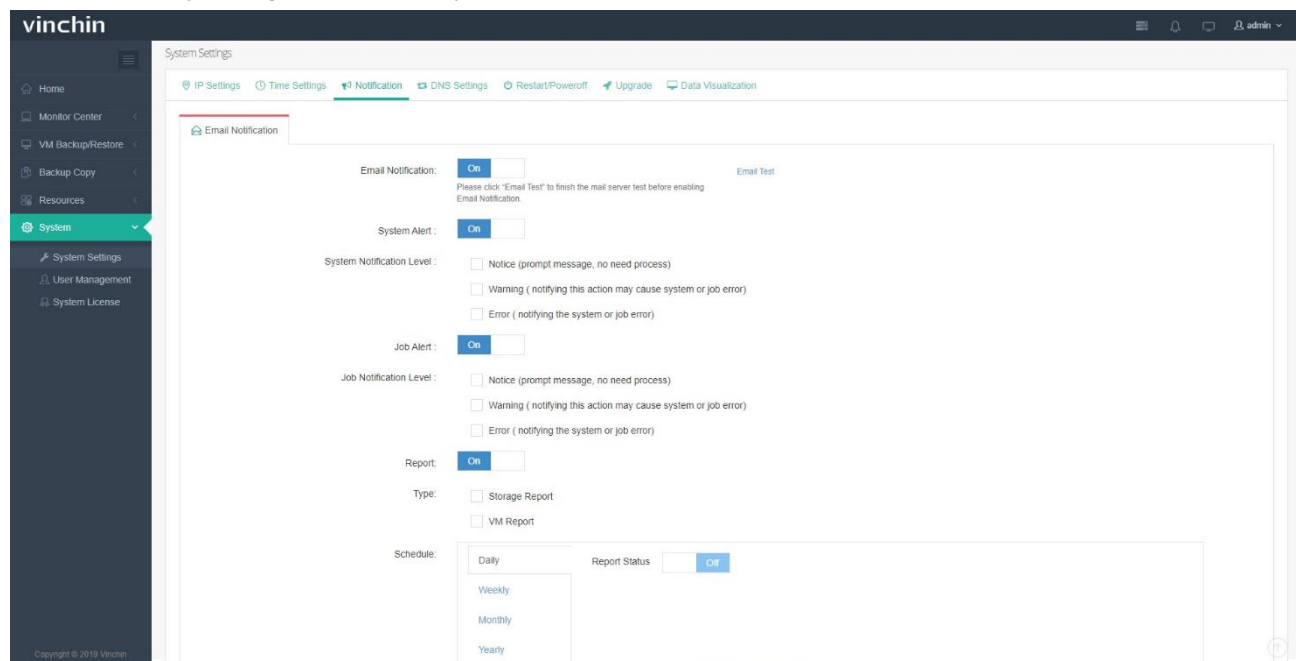 vinchin
admin
System Settings
Home
Monitor Center
VM Backup/Restore
Backup Copy
Resources
System
System Settings
User Management
System License
Copyright © 2019 Vinchin
IP Settings Time Settings Notification DNS Settings Restart/Poweroff Upgrade Data Visualization
Email Notification
Email Notification: On Email Test
Please click "Email Test" to finish the mail server test before enabling
Email Notification.
System Alert : On
System Notification Level : Notice (prompt message, no need process)
Warning ( notifying this action may cause system or job error)
Error ( notifying the system or job error)
Job Alert : On
Job Notification Level : Notice (prompt message, no need process)
Warning ( notifying this action may cause system or job error)
Error ( notifying the system or job error)
Report: On
Type: Storage Report
VM Report
Schedule: Daily Report Status Off
Weekly
Monthly
Yearly